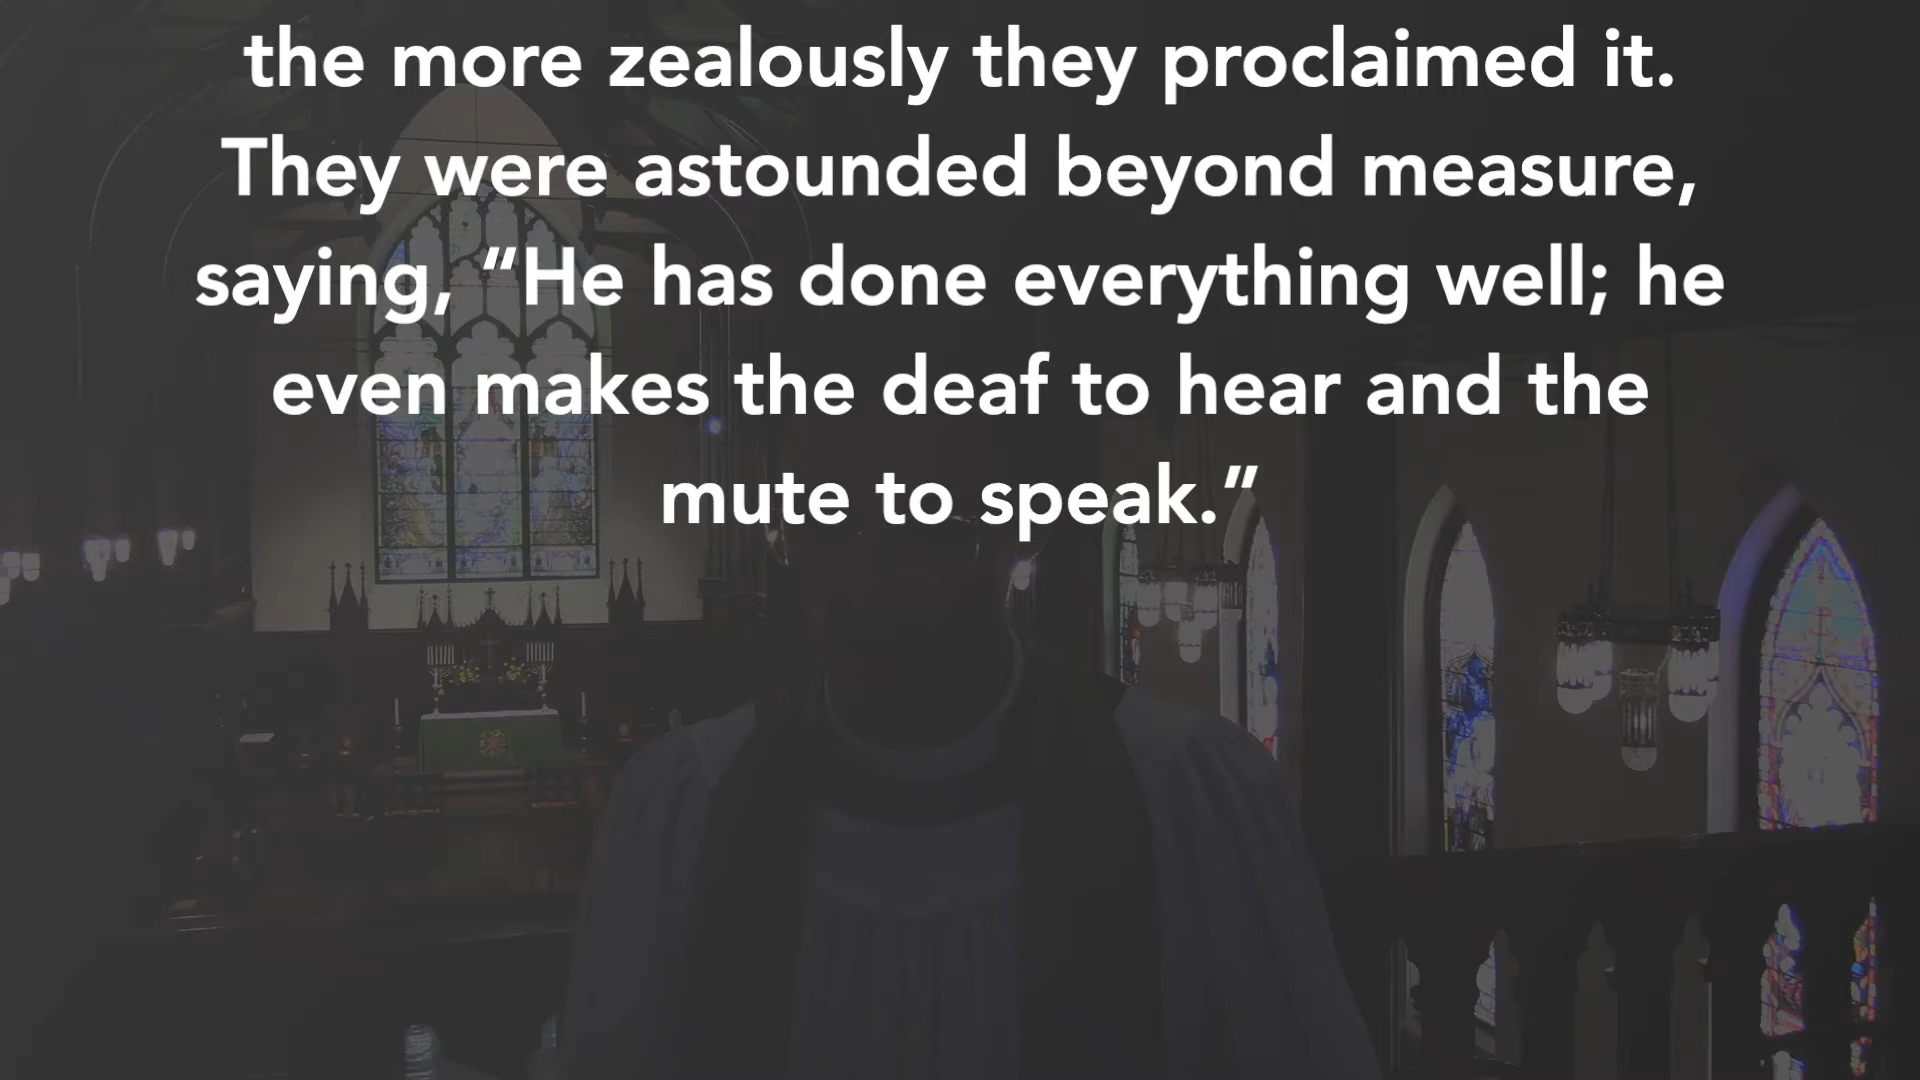 the more zealously they proclaimed it.
They were astounded beyond measure,
saying, “He has done everything well; he
even makes the deaf to hear and the
mute to speak.”